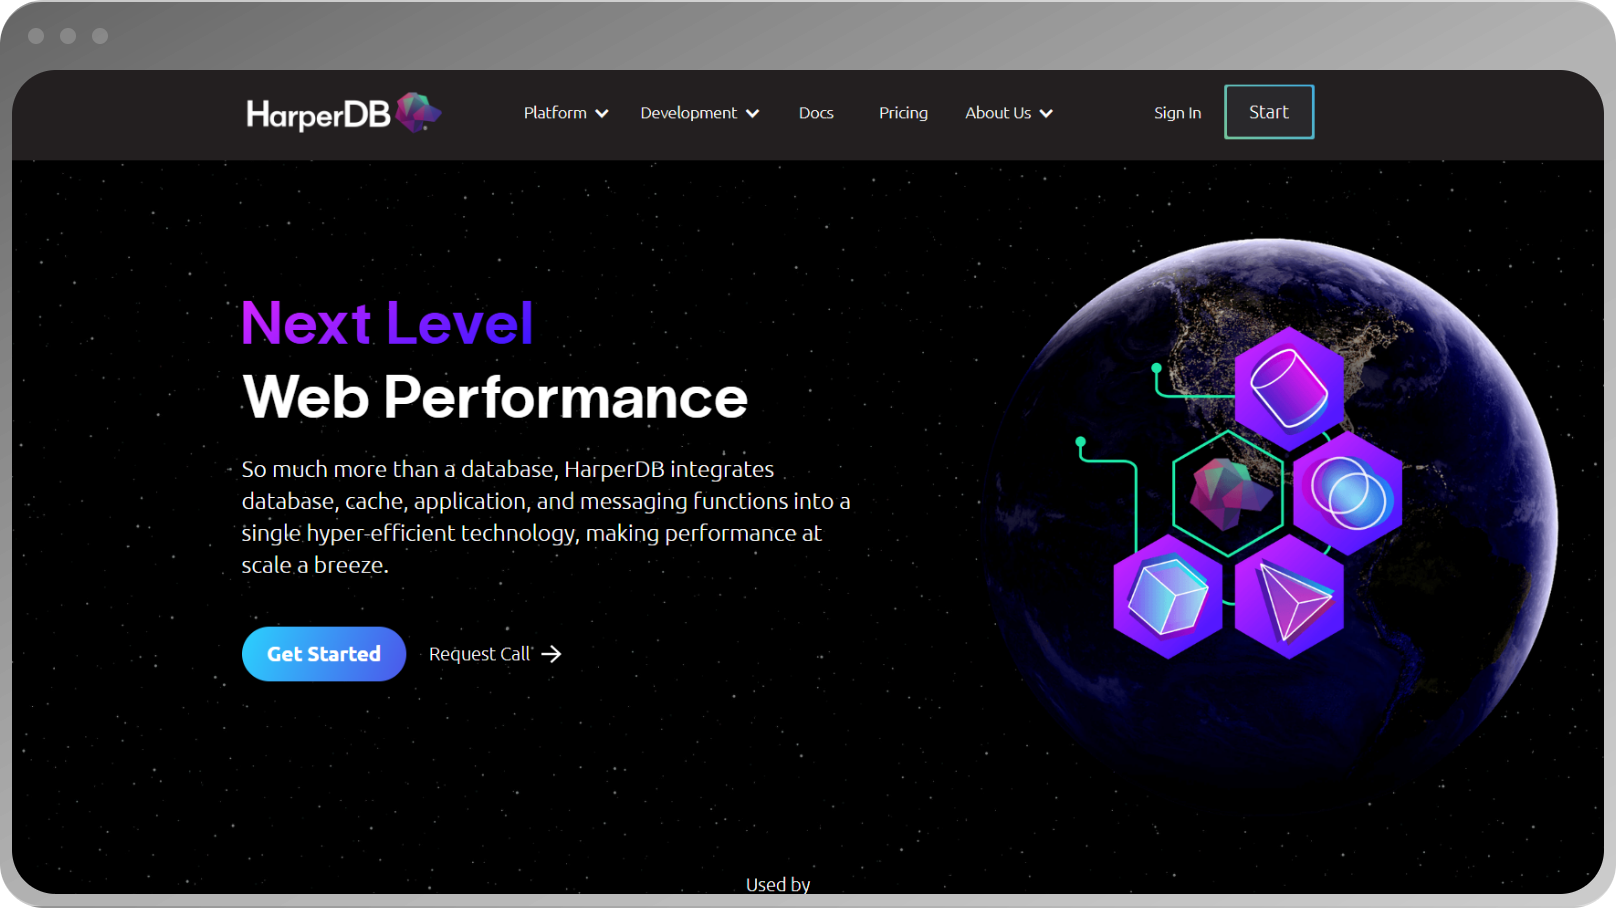 HarperDB
Platform
Development
Docs
Pricing
About Us
Sign In
Start
Next Level
Web Performance
So much more than a database, HarperDB integrates
database, cache, application, and messaging functions into a
single hyper-efficient technology, making performance at
scale a breeze.
Get Started
Request Call
Used by